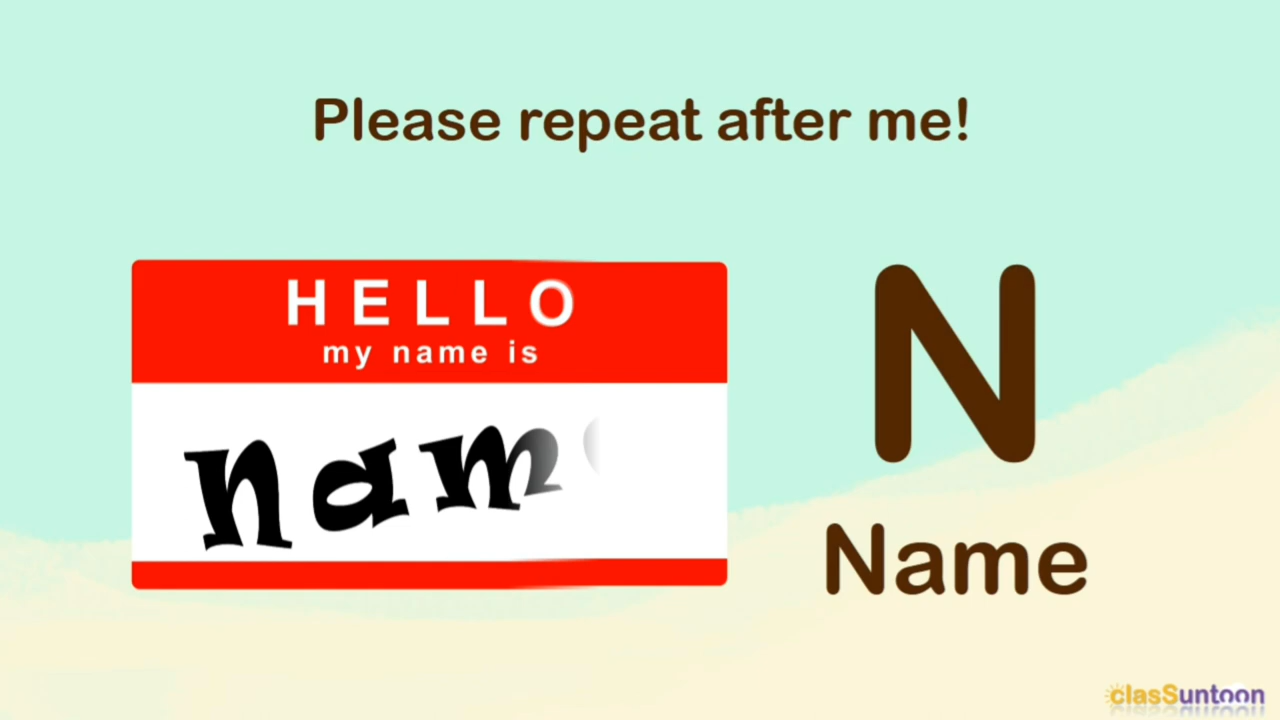 Please repeat after me!
HELLO
my name is
nam
N
Name
clasSuntoon